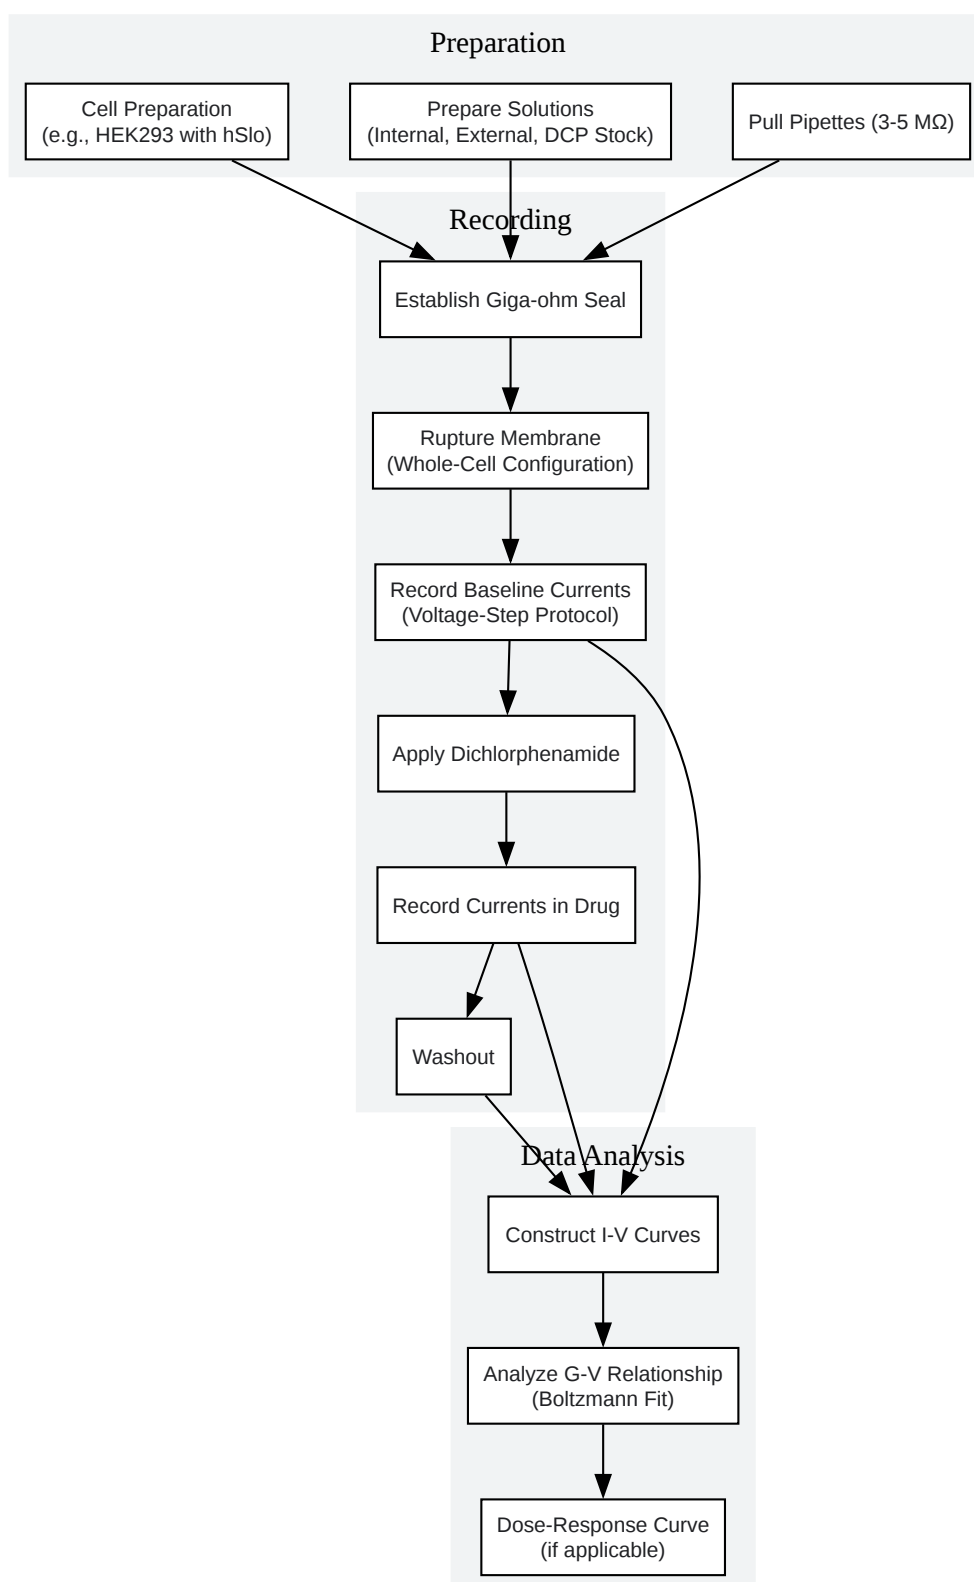 Preparation
Cell Preparation
(e.g., HEK293 with hSlo)
Prepare Solutions
(Internal, External, DCP Stock)
Pull Pipettes (3-5 MΩ)
Recording
Establish Giga-ohm Seal
Rupture Membrane
(Whole-Cell Configuration)
Record Baseline Currents
(Voltage-Step Protocol)
Apply Dichlorphenamide
Record Currents in Drug
Washout
Data Analysis
Construct I-V Curves
Analyze G-V Relationship
(Boltzmann Fit)
Dose-Response Curve
(if applicable)